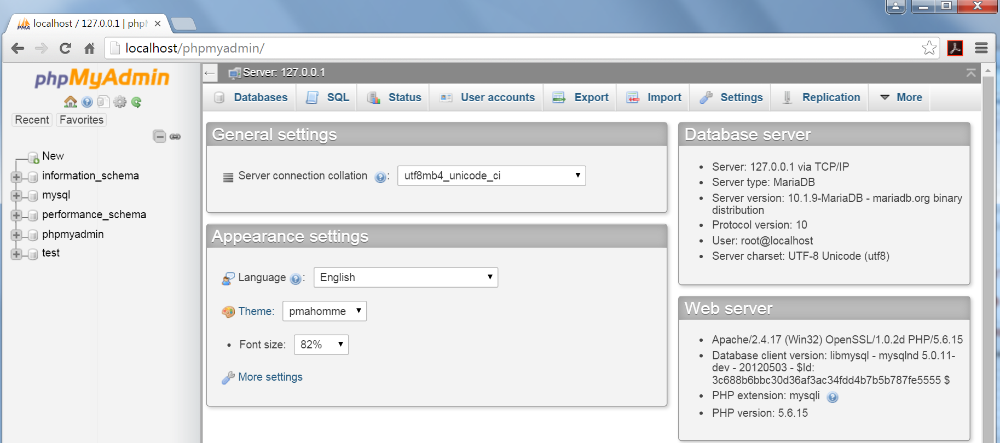 localhost / 127.0.0.1 | phpM
localhost/phpmyadmin/
phpMyAdmin
Recent Favorites
New
information_schema
mysql
performance_schema
phpmyadmin
test
Server: 127.0.0.1
Databases SQL Status User accounts Export Import Settings Replication More
General settings
Server connection collation : utf8mb4_unicode_ci
Appearance settings
Language : English
Theme: pmahomme
Font size: 82%
More settings
Database server
Server: 127.0.0.1 via TCP/IP
Server type: MariaDB
Server version: 10.1.9-MariaDB - mariadb.org binary
distribution
Protocol version: 10
User: root@localhost
Server charset: UTF-8 Unicode (utf8)
Web server
Apache/2.4.17 (Win32) OpenSSL/1.0.2d PHP/5.6.15
Database client version: libmysql - mysqlnd 5.0.11-
dev - 20120503 - $Id:
3c688b6bbc30d36af3ac34fdd4b7b5b787fe5555 $
PHP extension: mysqli
PHP version: 5.6.15